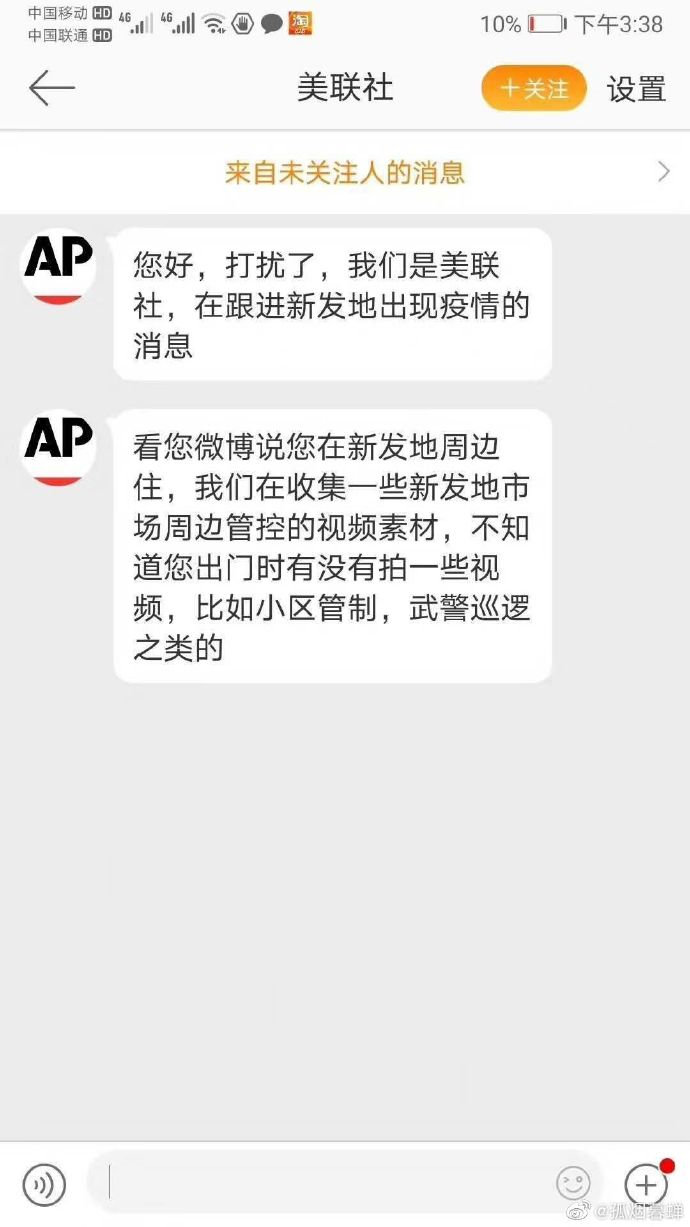 中国移动 HD 4G 4G 10% 下午3:38
中国联通 HD
淘
美联社 +关注 设置
来自未关注人的消息
AP
您好，打扰了，我们是美联
社，在跟进新发地出现疫情的
消息
AP
看您微博说您在新发地周边
住，我们在收集一些新发地市
场周边管控的视频素材，不知
道您出门时有没有拍一些视
频，比如小区管制，武警巡逻
之类的
@孤烟暮蝉